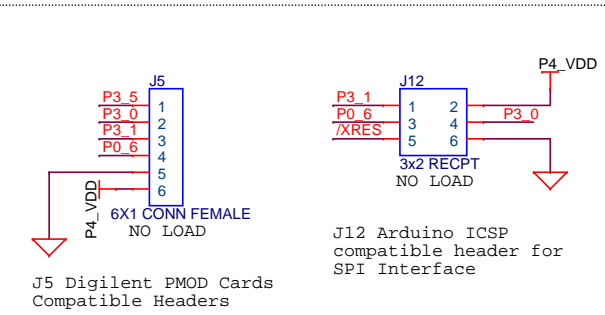 J5
P3_5 1
P3_0 2
P3_1 3
P0_6 4
5
6
P4_VDD
6X1 CONN FEMALE
NO LOAD
J5 Digilent PMOD Cards
Compatible Headers
P4_VDD
J12
P3_1 1 2
P0_6 3 4 P3_0
/XRES 5 6
3x2 RECPT
NO LOAD
J12 Arduino ICSP
compatible header for
SPI Interface